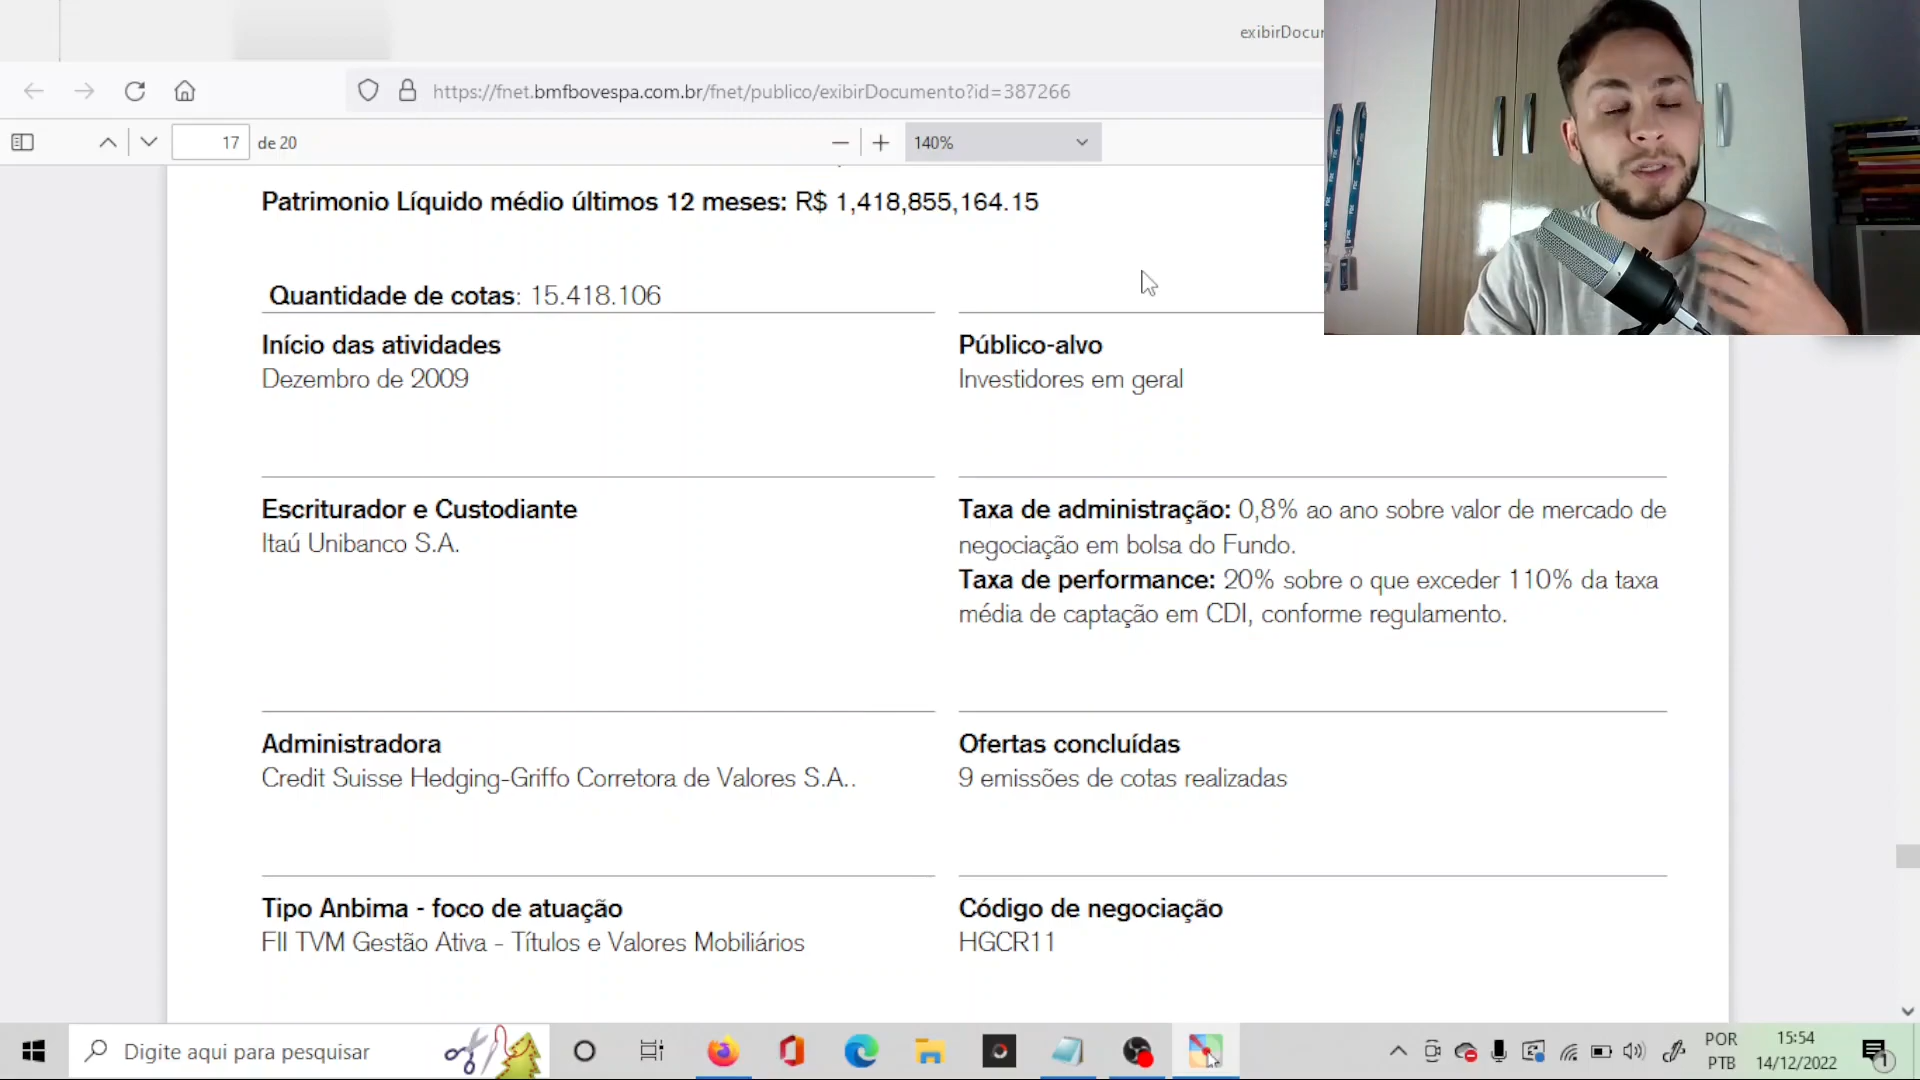 exibirDocur
https://fnet.bmfbovespa.com.br/fnet/publico/exibirDocumento?id=387266
17 de 20
140%
Patrimonio Líquido médio últimos 12 meses: R$ 1,418,855,164.15
Quantidade de cotas: 15.418.106
Início das atividades
Dezembro de 2009
Público-alvo
Investidores em geral
Escriturador e Custodiante
Itaú Unibanco S.A.
Taxa de administração: 0,8% ao ano sobre valor de mercado de
negociação em bolsa do Fundo.
Taxa de performance: 20% sobre o que exceder 110% da taxa
média de captação em CDI, conforme regulamento.
Administradora
Credit Suisse Hedging-Griffo Corretora de Valores S.A..
Ofertas concluídas
9 emissões de cotas realizadas
Tipo Anbima - foco de atuação
FII TVM Gestão Ativa - Títulos e Valores Mobiliários
Código de negociação
HGCR11
Digite aqui para pesquisar
POR
PTB
15:54
14/12/2022
1